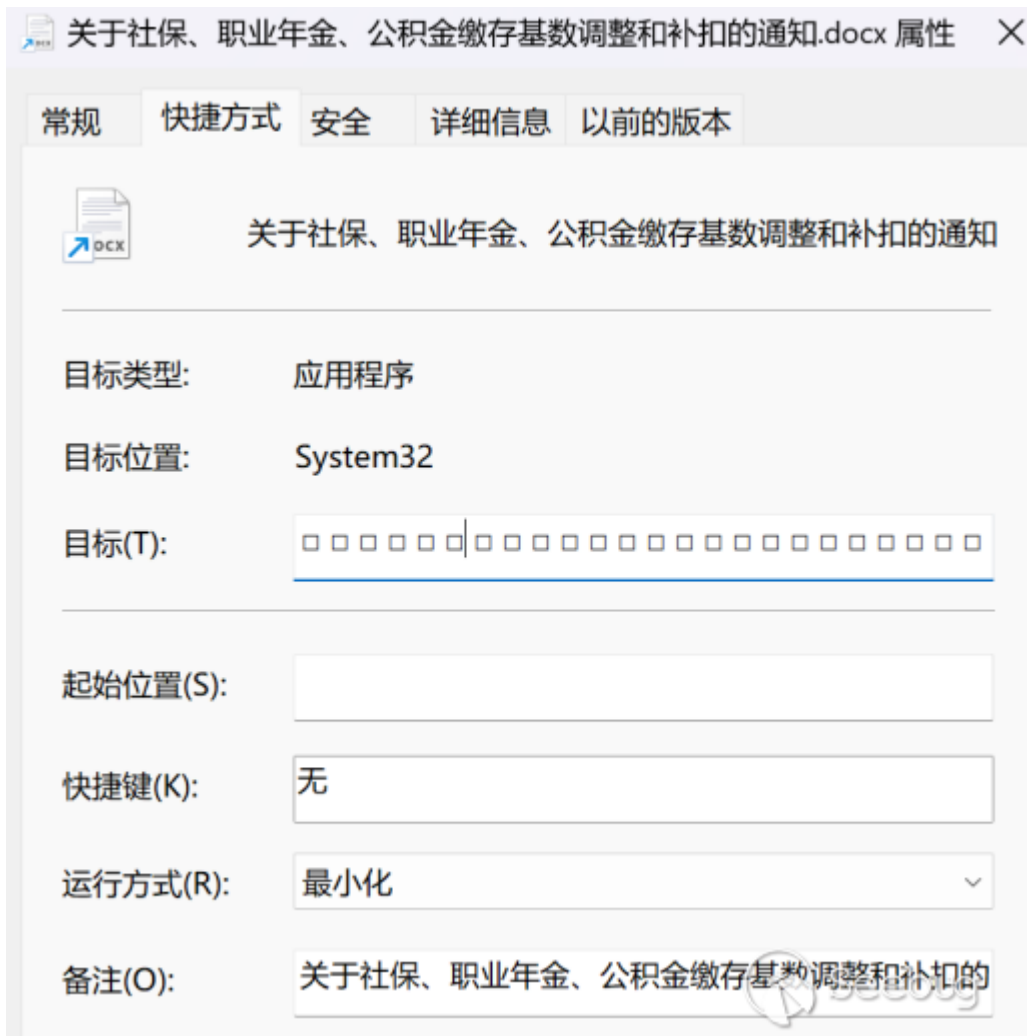 关于社保、职业年金、公积金缴存基数调整和补扣的通知.docx 属性
常规 快捷方式 安全 详细信息 以前的版本
DOCX
关于社保、职业年金、公积金缴存基数调整和补扣的通知
目标类型: 应用程序
目标位置: System32
目标(T): □□□□□□□□□□□□□□□□□□□□□□□□
起始位置(S):
快捷键(K): 无
运行方式(R): 最小化
备注(O): 关于社保、职业年金、公积金缴存基数调整和补扣的